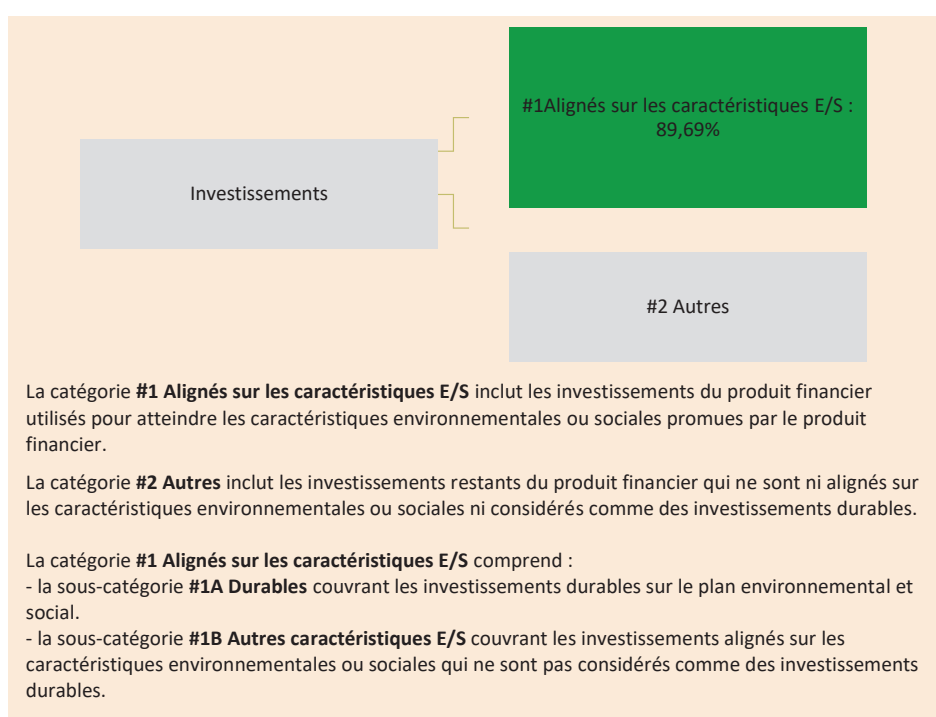 #1Alignés sur les caractéristiques E/S :
89,69%
Investissements
#2 Autres
La catégorie #1 Alignés sur les caractéristiques E/S inclut les investissements du produit financier
utilisés pour atteindre les caractéristiques environnementales ou sociales promues par le produit
financier.
La catégorie #2 Autres inclut les investissements restants du produit financier qui ne sont ni alignés sur
les caractéristiques environnementales ou sociales ni considérés comme des investissements durables.
La catégorie #1 Alignés sur les caractéristiques E/S comprend :
- la sous-catégorie #1A Durables couvrant les investissements durables sur le plan environnemental et
social.
- la sous-catégorie #1B Autres caractéristiques E/S couvrant les investissements alignés sur les
caractéristiques environnementales ou sociales qui ne sont pas considérés comme des investissements
durables.